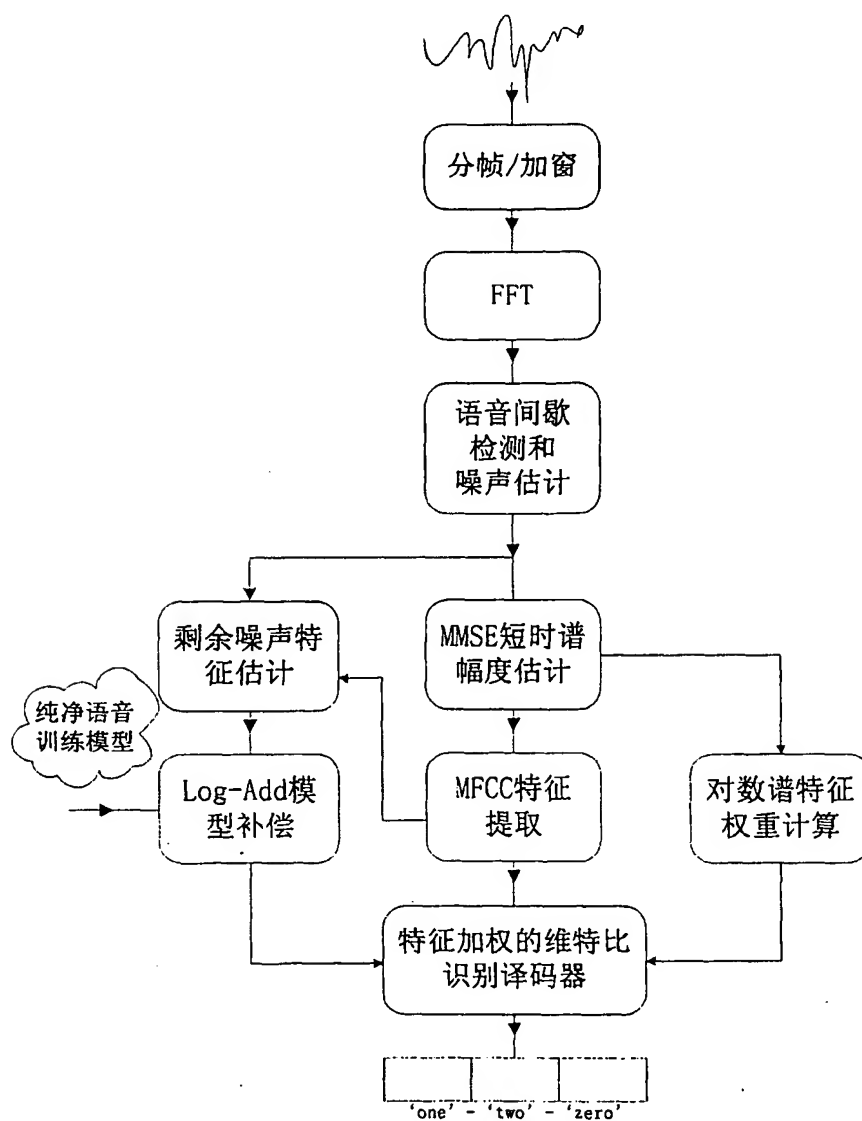 分帧/加窗
FFT
语音间歇
检测和
噪声估计
剩余噪声特
征估计
MMSE短时谱
幅度估计
纯净语音
训练模型
Log-Add模
型补偿
MFCC特征
提取
对数谱特征
权重计算
特征加权的维特比
识别译码器
'one' - 'two' - 'zero'